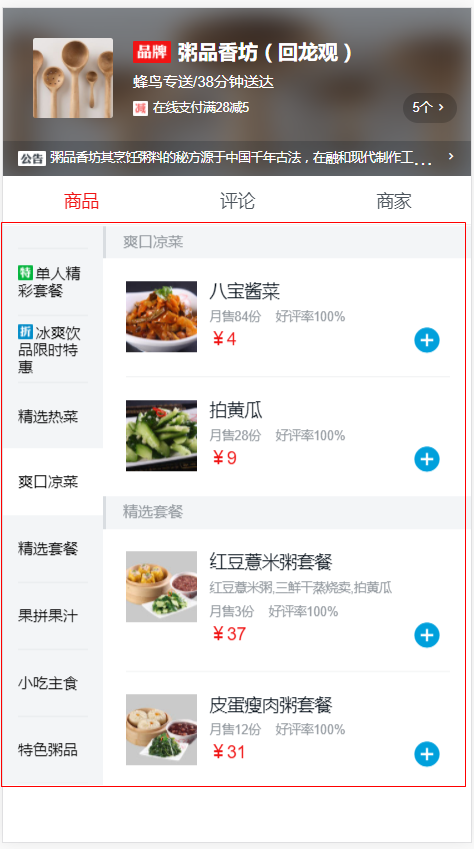 品牌 粥品香坊（回龙观）
蜂鸟专送/38分钟送达
减 在线支付满28减5
5个 >
公告 粥品香坊其烹饪粥料的秘方源于中国千年古法，在融和现代制作工... >
商品 评论 商家
特 单人精
彩套餐
折 冰爽饮
品限时特
惠
精选热菜
爽口凉菜
精选套餐
果拼果汁
小吃主食
特色粥品
爽口凉菜
八宝酱菜
月售84份 好评率100%
￥4
拍黄瓜
月售28份 好评率100%
￥9
精选套餐
红豆薏米粥套餐
红豆薏米粥,三鲜干蒸烧卖,拍黄瓜
月售3份 好评率100%
￥37
皮蛋瘦肉粥套餐
月售12份 好评率100%
￥31